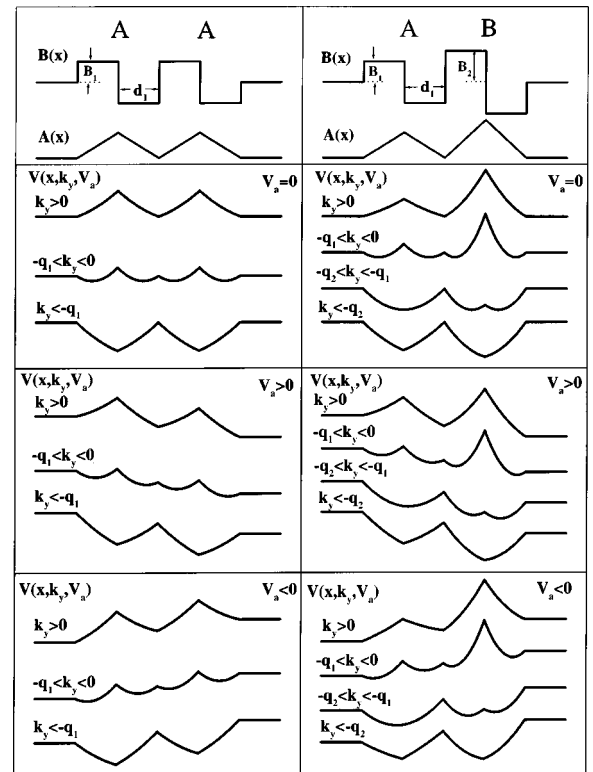 A A
B(x)
B₁
d₁
A(x)
A B
B(x)
B₁
B₂
d₁
A(x)
V(x,k_y,V_a) V_a=0
k_y>0
-q₁<k_y<0
k_y<-q₁
V(x,k_y,V_a) V_a=0
k_y>0
-q₁<k_y<0
-q₂<k_y<-q₁
k_y<-q₂
V(x,k_y,V_a) V_a>0
k_y>0
-q₁<k_y<0
k_y<-q₁
V(x,k_y,V_a) V_a>0
k_y>0
-q₁<k_y<0
-q₂<k_y<-q₁
k_y<-q₂
V(x,k_y,V_a) V_a<0
k_y>0
-q₁<k_y<0
k_y<-q₁
V(x,k_y,V_a) V_a<0
k_y>0
-q₁<k_y<0
-q₂<k_y<-q₁
k_y<-q₂